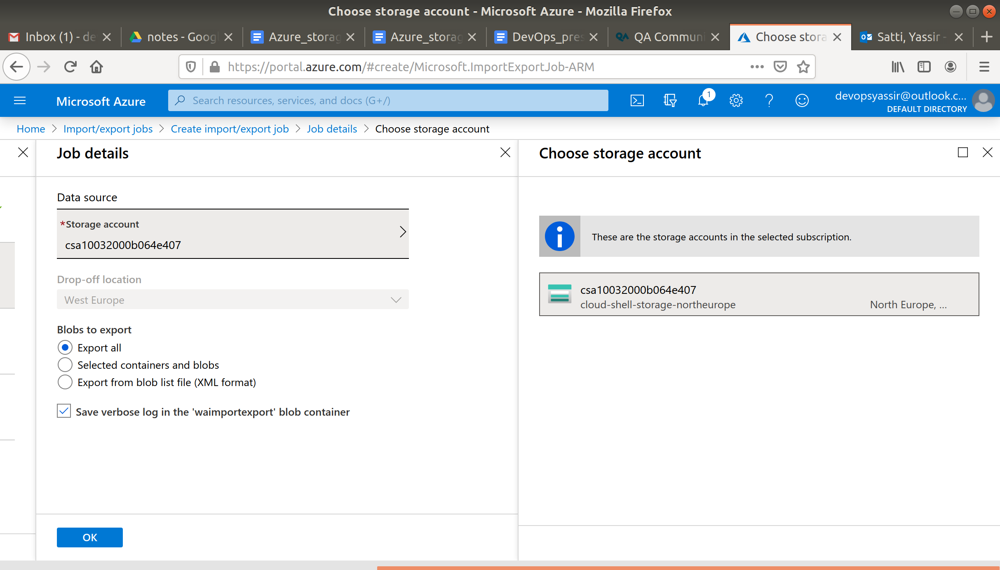 Choose storage account - Microsoft Azure - Mozilla Firefox
Inbox (1) - de
notes - Googl
Azure_storag
Azure_storag
DevOps_pres
QA Communi
Choose stora
Satti, Yassir -
https://portal.azure.com/#create/Microsoft.ImportExportJob-ARM
Microsoft Azure
Search resources, services, and docs (G+/)
1
devopsyassir@outlook.c...
DEFAULT DIRECTORY
Home > Import/export jobs > Create import/export job > Job details > Choose storage account
Job details
Data source
*Storage account
csa10032000b064e407
Drop-off location
West Europe
Blobs to export
Export all
Selected containers and blobs
Export from blob list file (XML format)
Save verbose log in the 'waimportexport' blob container
OK
Choose storage account
These are the storage accounts in the selected subscription.
csa10032000b064e407
cloud-shell-storage-northeurope
North Europe, ...